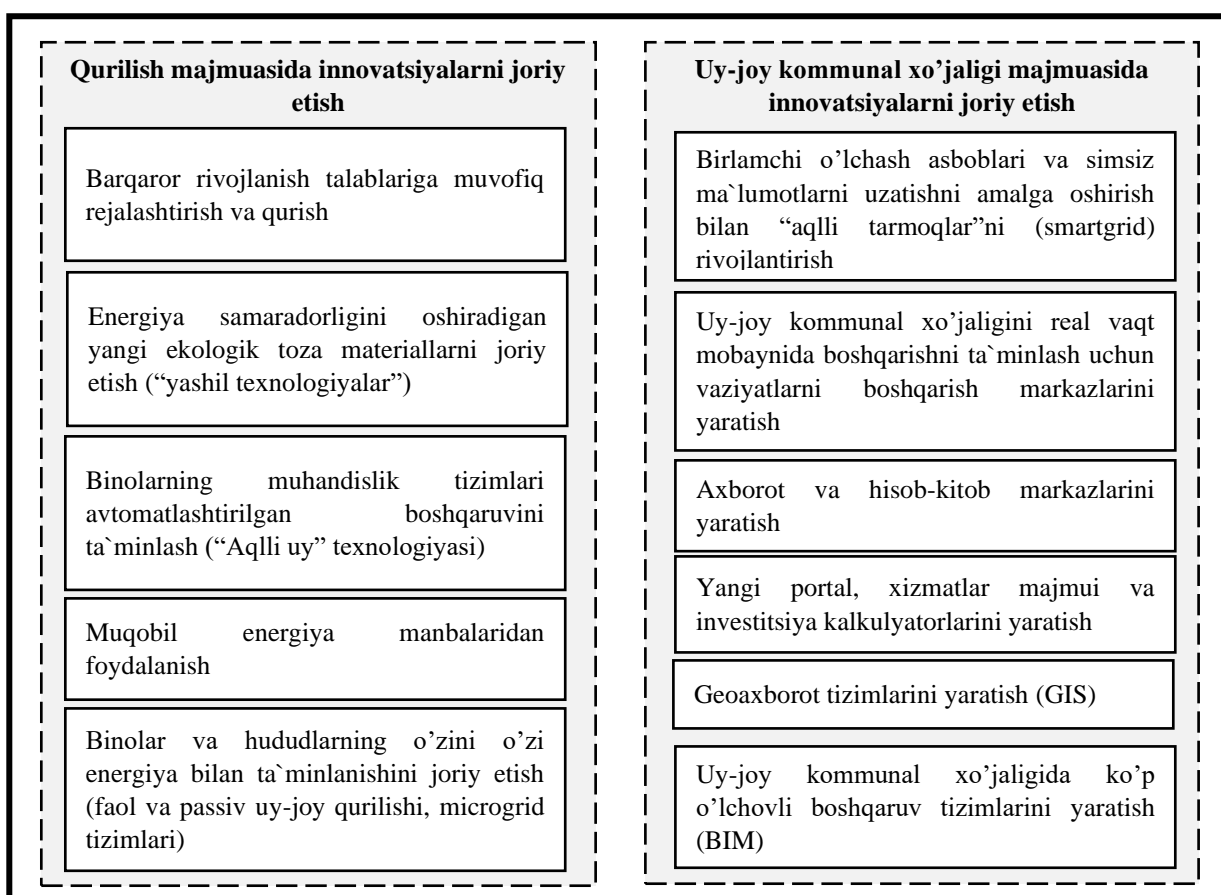 Qurilish majmuasida innovatsiyalarni joriy
etish
Barqaror rivojlanish talablariga muvofiq
rejalashtirish va qurish
Energiya samaradorligini oshiradigan
yangi ekologik toza materiallarni joriy
etish (“yashil texnologiyalar”)
Binolarning muhandislik tizimlari
avtomatlashtirilgan boshqaruvini
ta`minlash (“Aqlli uy” texnologiyasi)
Muqobil energiya manbalaridan
foydalanish
Binolar va hududlarning o’zini o’zi
energiya bilan ta`minlanishini joriy etish
(faol va passiv uy-joy qurilishi, microgrid
tizimlari)
Uy-joy kommunal xo’jaligi majmuasida
innovatsiyalarni joriy etish
Birlamchi o’lchash asboblari va simsiz
ma`lumotlarni uzatishni amalga oshirish
bilan “aqlli tarmoqlar”ni (smartgrid)
rivojlantirish
Uy-joy kommunal xo’jaligini real vaqt
mobaynida boshqarishni ta`minlash uchun
vaziyatlarni boshqarish markazlarini
yaratish
Axborot va hisob-kitob markazlarini
yaratish
Yangi portal, xizmatlar majmui va
investitsiya kalkulyatorlarini yaratish
Geoaxborot tizimlarini yaratish (GIS)
Uy-joy kommunal xo’jaligida ko’p
o’lchovli boshqaruv tizimlarini yaratish
(BIM)